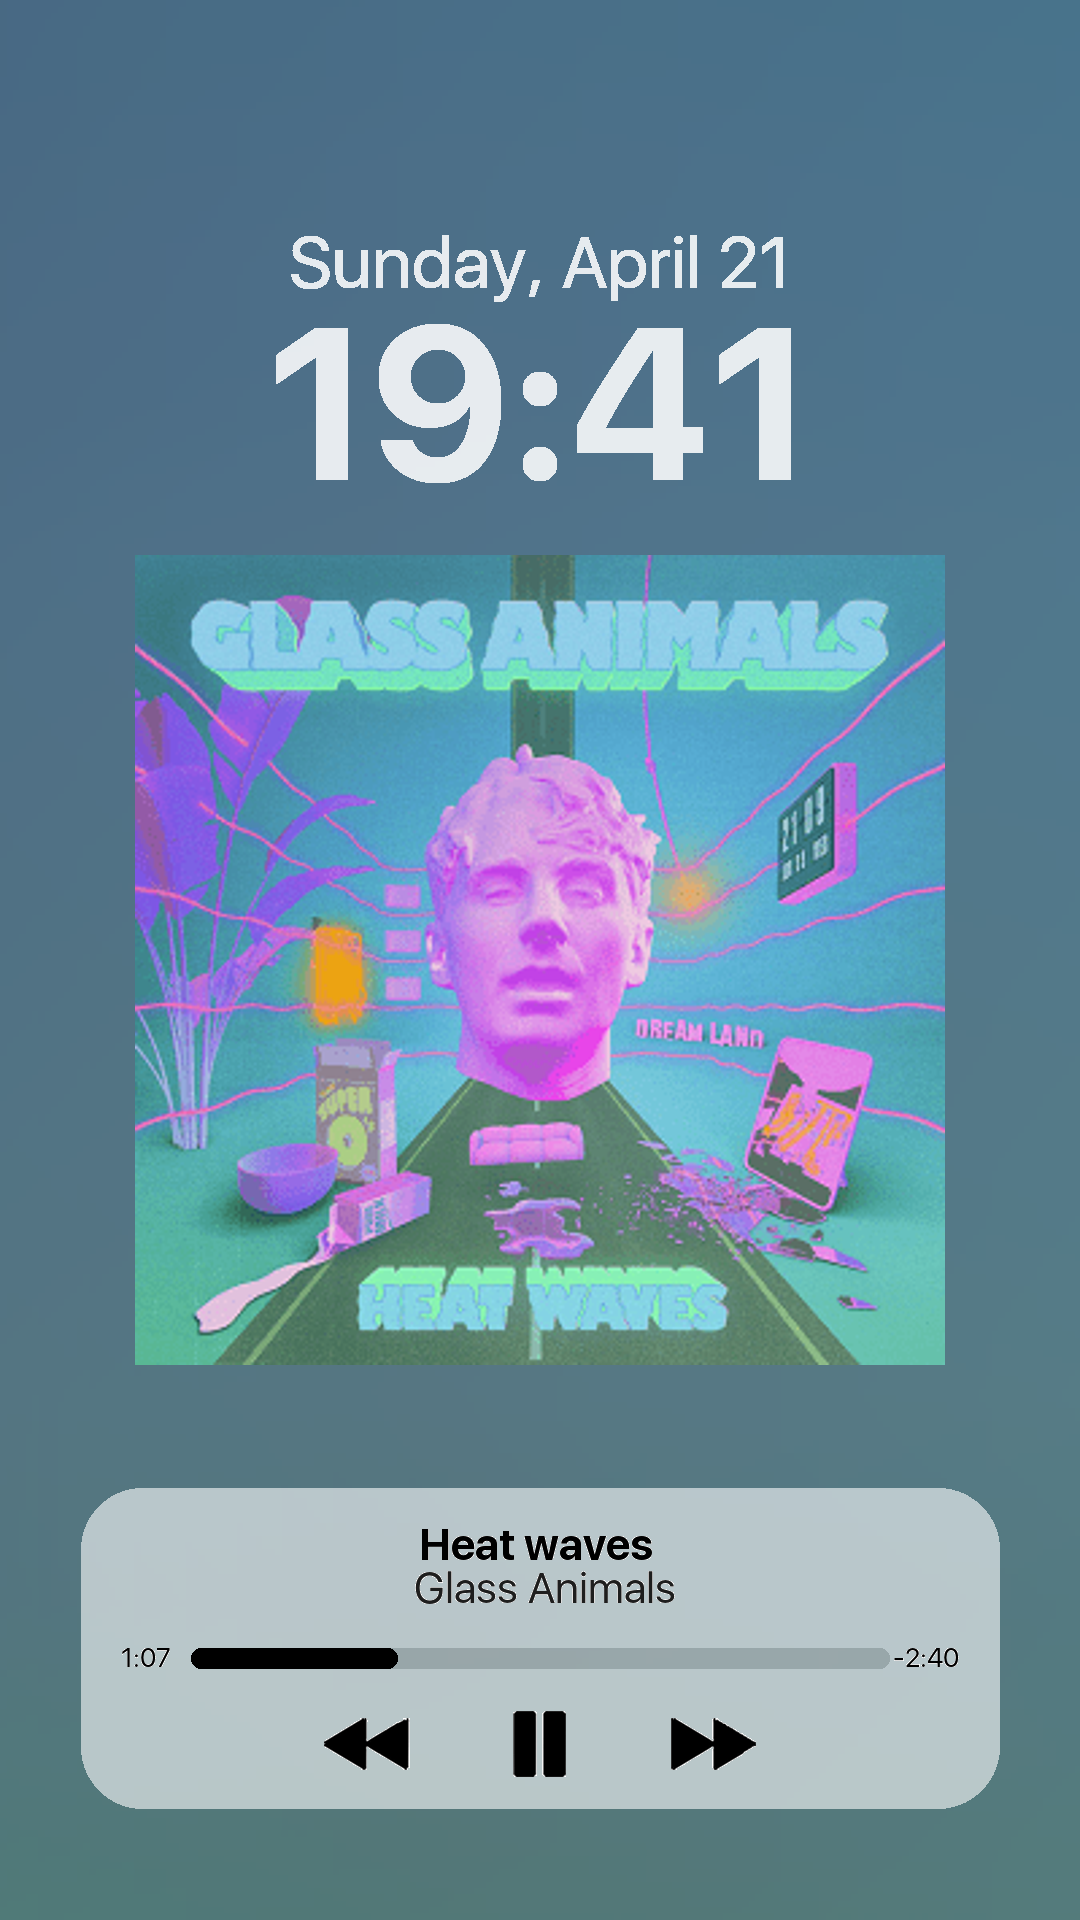 Sunday, April 21
19:41
GLASS ANIMALS
21 03
DREAM LAND
SUPER
HEAT WAVES
Heat waves
Glass Animals
1:07
-2:40